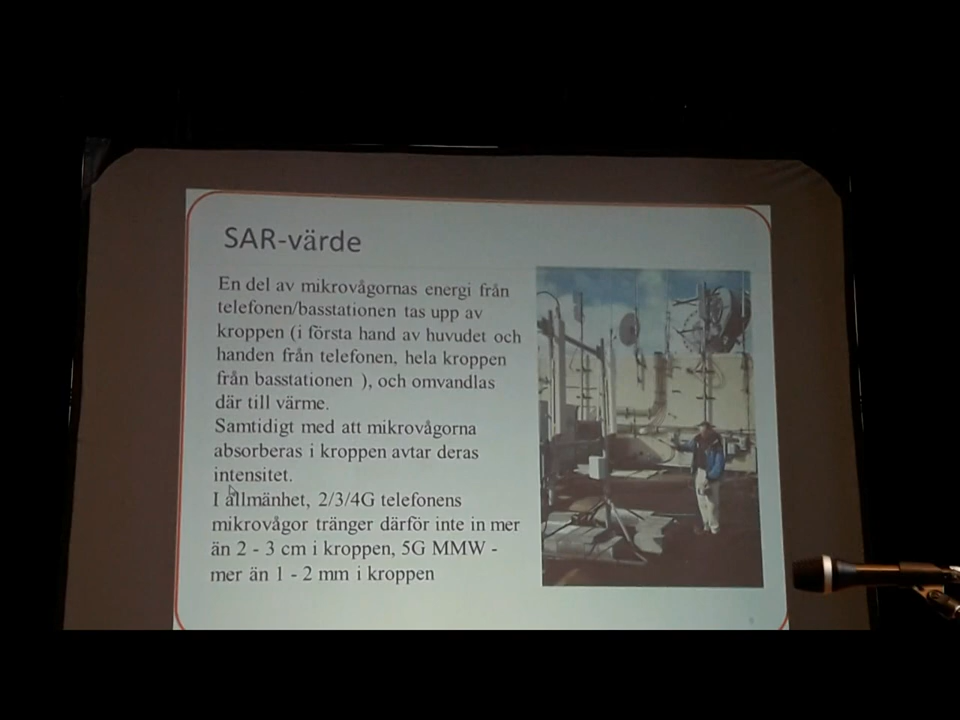 SAR-värde
En del av mikrovågornas energi från
telefonen/basstationen tas upp av
kroppen (i första hand av huvudet och
handen från telefonen, hela kroppen
från basstationen ), och omvandlas
där till värme.
Samtidigt med att mikrovågorna
absorberas i kroppen avtar deras
intensitet.
I allmänhet, 2/3/4G telefonens
mikrovågor tränger därför inte in mer
än 2 - 3 cm i kroppen, 5G MMW -
mer än 1 - 2 mm i kroppen